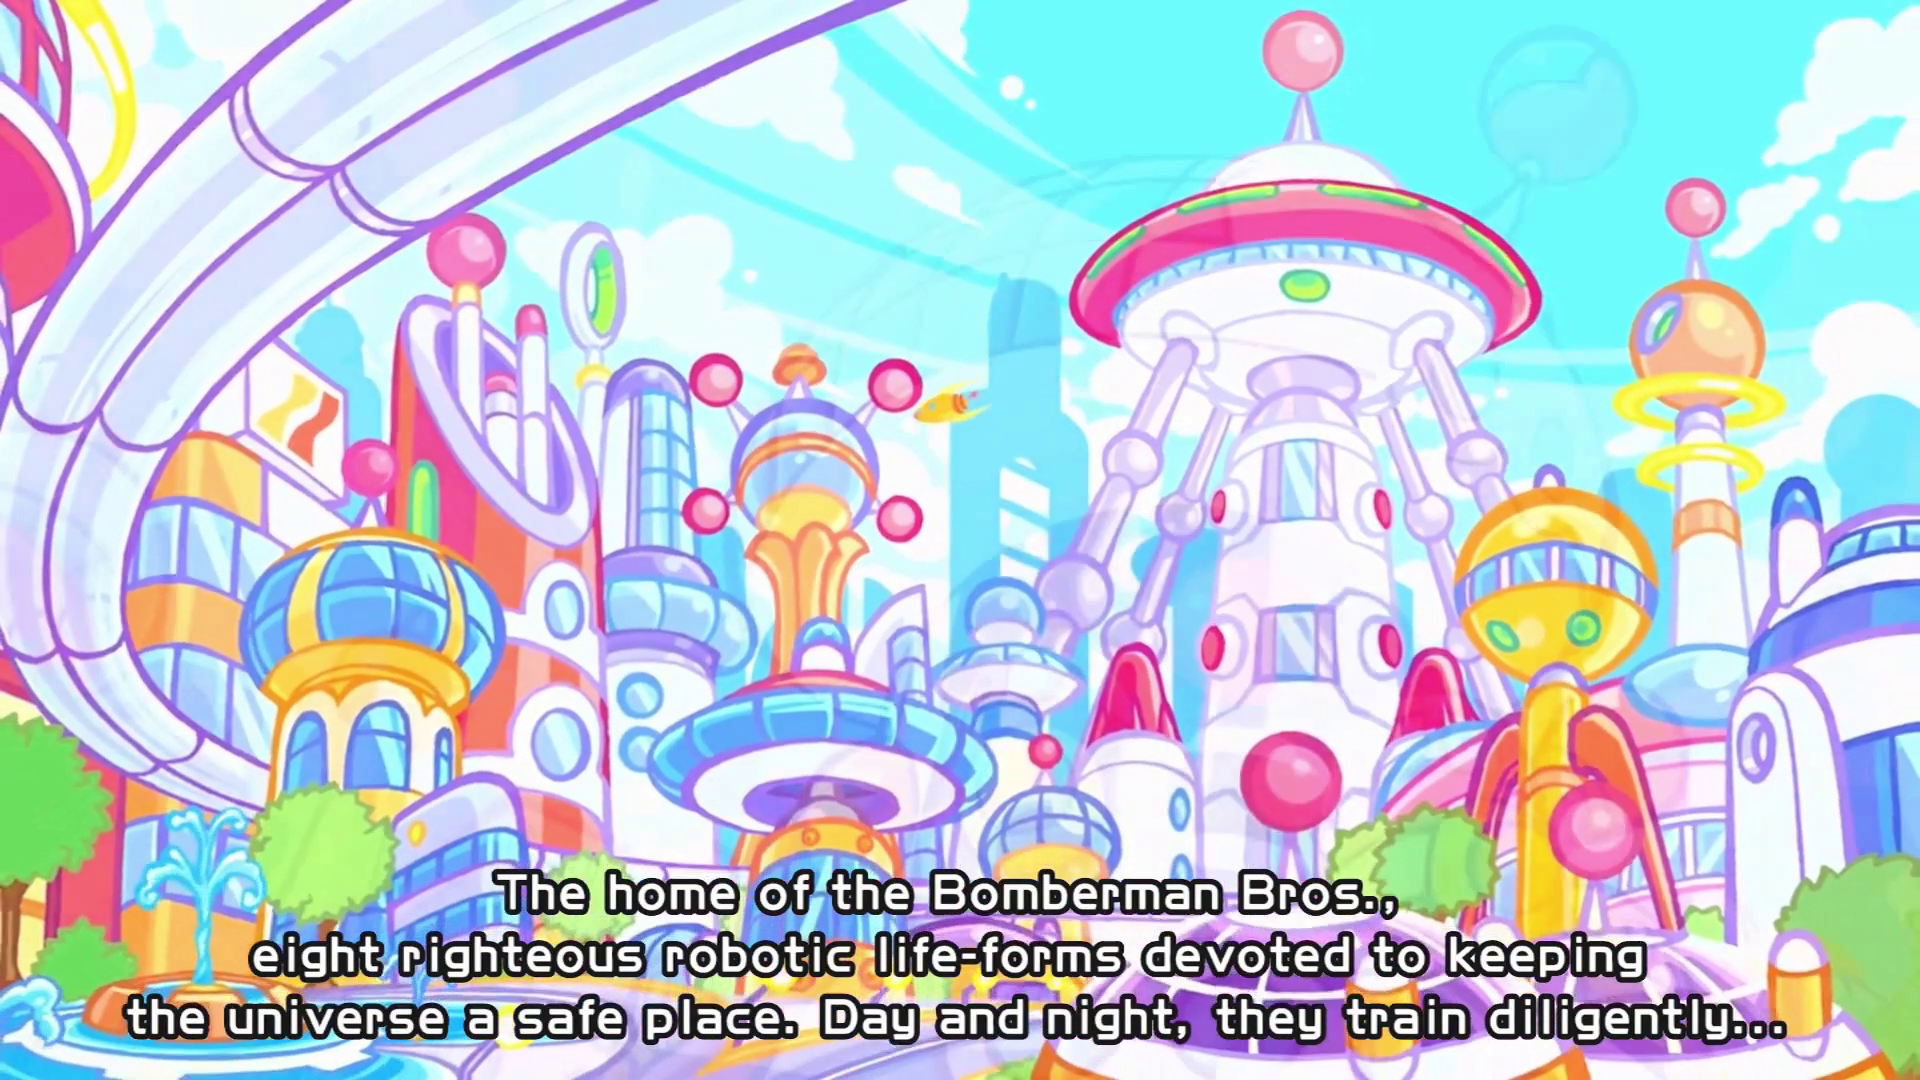 The home of the Bomberman Bros.,
eight righteous robotic life-forms devoted to keeping
the universe a safe place. Day and night, they train diligently...